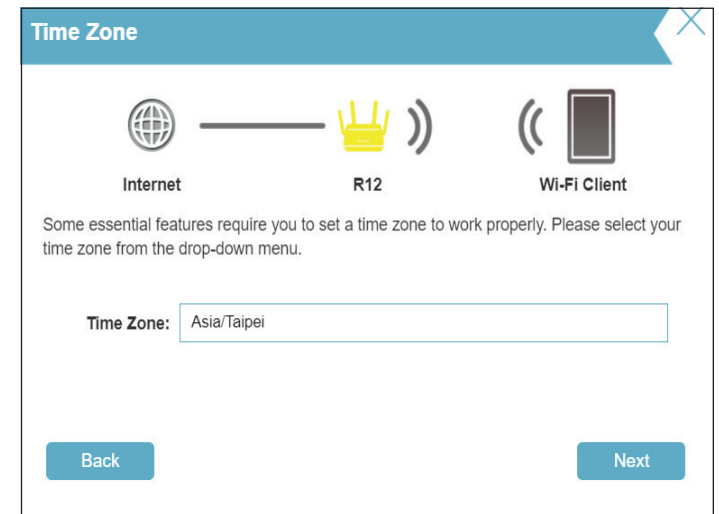 Time Zone
Internet
R12
Wi-Fi Client
Some essential features require you to set a time zone to work properly. Please select your
time zone from the drop-down menu.
Time Zone: Asia/Taipei
Back
Next